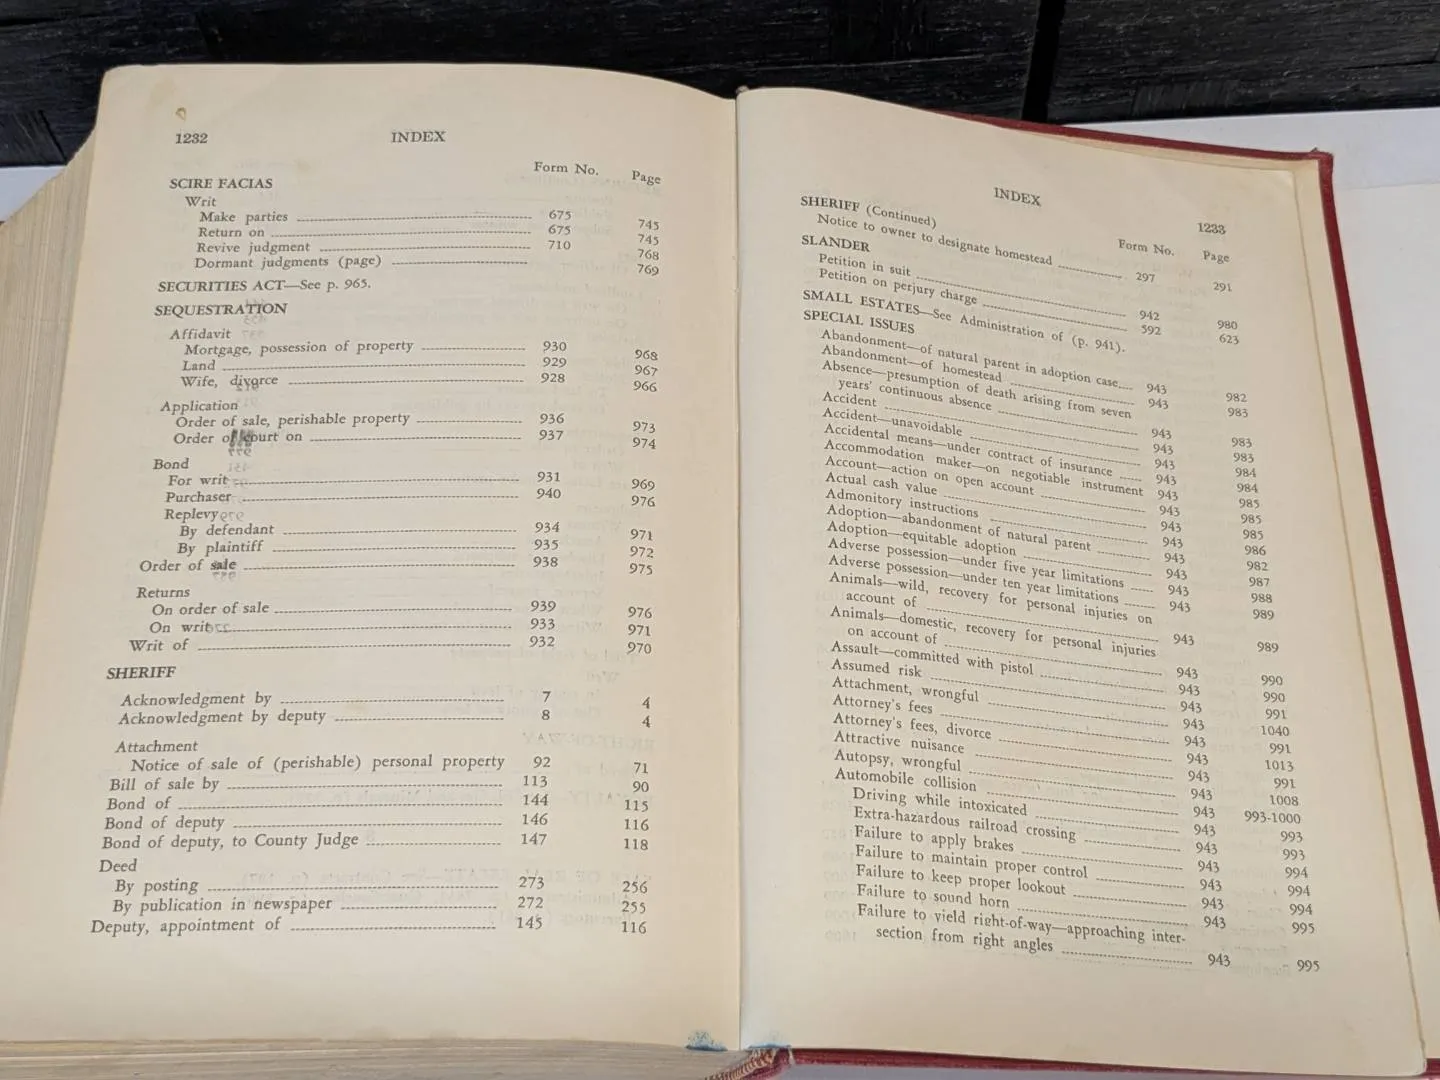 1232 INDEX
Form No. Page
SCIRE FACIAS
Writ
Make parties 675 745
Return on 675 745
Revive judgment 710 768
Dormant judgments (page) 769
SECURITIES ACT—See p. 965.
SEQUESTRATION
Affidavit
Mortgage, possession of property 930 968
Land 929 967
Wife, divorce 928 966
Application
Order of sale, perishable property 936 973
Order of court on 937 974
Bond
For writ 931 969
Purchaser 940 976
Replevy
By defendant 934 971
By plaintiff 935 972
Order of sale 938 975
Returns
On order of sale 939 976
On writ 933 971
Writ of 932 970
SHERIFF
Acknowledgment by 7 4
Acknowledgment by deputy 8 4
Attachment
Notice of sale of (perishable) personal property 92 71
Bill of sale by 113 90
Bond of 144 115
Bond of deputy 146 116
Bond of deputy, to County Judge 147 118
Deed
By posting 273 256
By publication in newspaper 272 255
Deputy, appointment of 145 116
INDEX 1233
Form No. Page
SHERIFF (Continued)
Notice to owner to designate homestead 297 291
SLANDER
Petition in suit 942 980
Petition on perjury charge 592 623
SMALL ESTATES—See Administration of (p. 941).
SPECIAL ISSUES
Abandonment—of natural parent in adoption case 943 982
Abandonment—of homestead 943 983
Absence—presumption of death arising from seven
years' continuous absence 943 983
Accident 943 983
Accident—unavoidable 943 984
Accidental means—under contract of insurance 943 984
Accommodation maker—on negotiable instrument 943 985
Account—action on open account 943 985
Actual cash value 943 985
Admonitory instructions 943 986
Adoption—abandonment of natural parent 943 982
Adoption—equitable adoption 943 987
Adverse possession—under five year limitations 943 988
Adverse possession—under ten year limitations 943 989
Animals—wild, recovery for personal injuries on
account of 943 989
Animals—domestic, recovery for personal injuries
on account of 943 990
Assault—committed with pistol 943 990
Assumed risk 943 991
Attachment, wrongful 943 1040
Attorney's fees 943 991
Attorney's fees, divorce 943 1013
Attractive nuisance 943 991
Autopsy, wrongful 943 1008
Automobile collision 943 993-1000
Driving while intoxicated 943 993
Extra-hazardous railroad crossing 943 993
Failure to apply brakes 943 994
Failure to maintain proper control 943 994
Failure to keep proper lookout 943 994
Failure to sound horn 943 995
Failure to yield right-of-way—approaching inter-
section from right angles 943 995